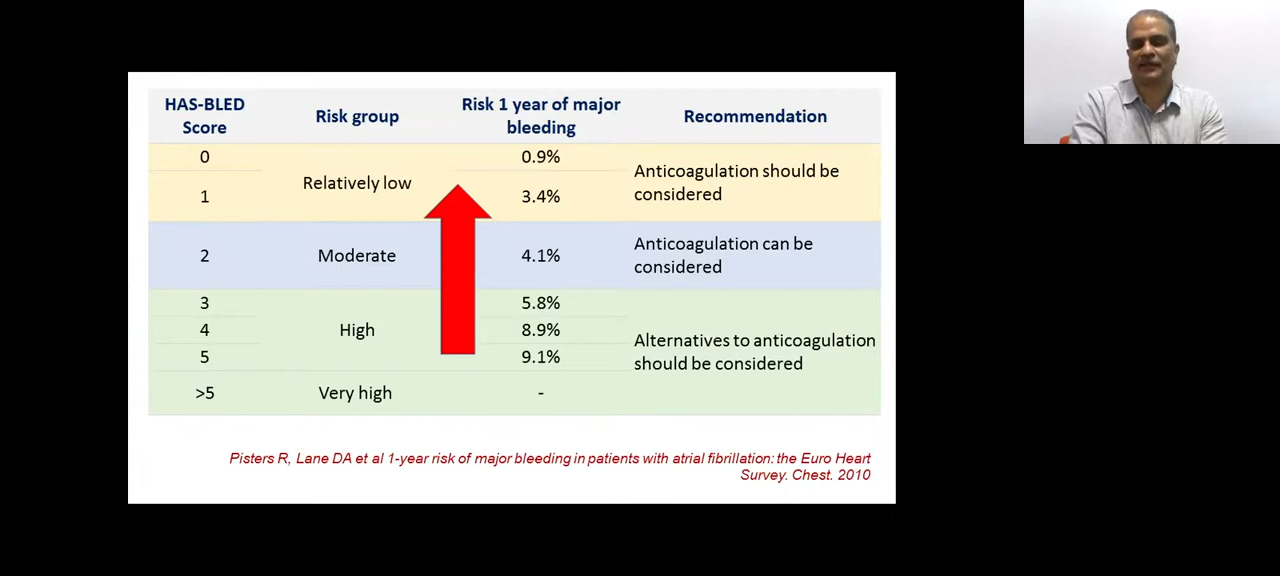 HAS-BLED Score
Risk group
Risk 1 year of major bleeding
Recommendation
0
0.9%
Relatively low
Anticoagulation should be considered
1
3.4%
2
Moderate
4.1%
Anticoagulation can be considered
3
5.8%
4
High
8.9%
Alternatives to anticoagulation should be considered
5
9.1%
>5
Very high
-
Pisters R, Lane DA et al 1-year risk of major bleeding in patients with atrial fibrillation: the Euro Heart
Survey. Chest. 2010